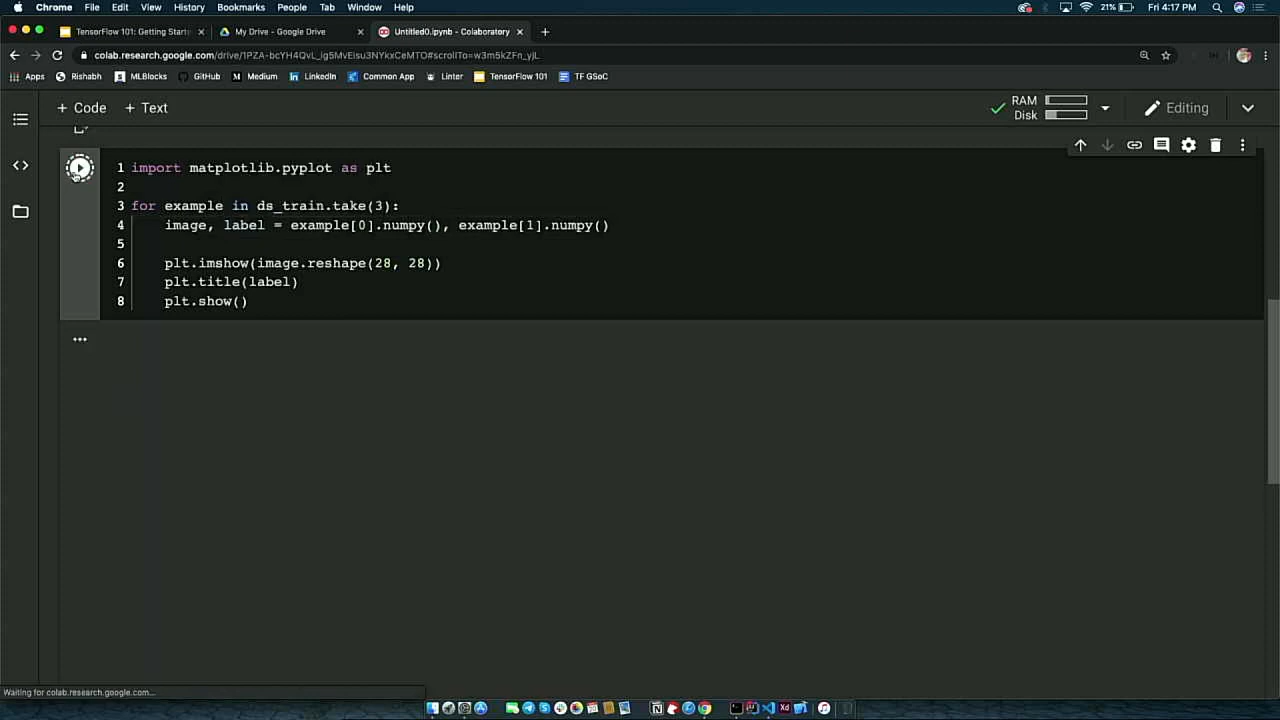 Chrome File Edit View History Bookmarks People Tab Window Help 21% Fri 4:17 PM
TensorFlow 101: Getting Start My Drive - Google Drive Untitled0.ipynb - Colaboratory
colab.research.google.com/drive/1PZA-bcYH4QvL_lg5MvEisu3NYkxCeMTO#scrollTo=w3m5kZFn_yjL
Apps Rishabh MLBlocks GitHub Medium LinkedIn Common App Linter TensorFlow 101 TF GSoC
+ Code + Text RAM Disk Editing
1 import matplotlib.pyplot as plt
2
3 for example in ds_train.take(3):
4 image, label = example[0].numpy(), example[1].numpy()
5
6 plt.imshow(image.reshape(28, 28))
7 plt.title(label)
8 plt.show()
Waiting for colab.research.google.com...